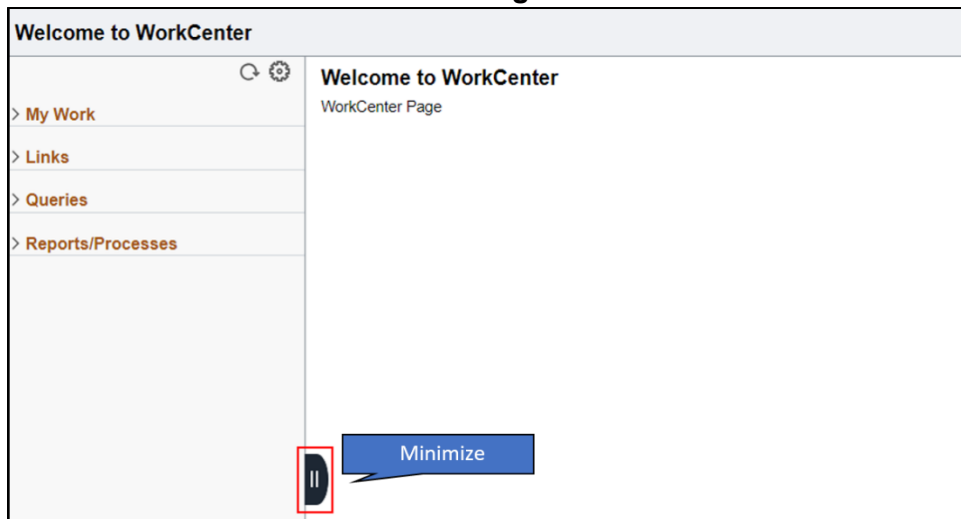 Welcome to WorkCenter
Welcome to WorkCenter
WorkCenter Page
My Work
Links
Queries
Reports/Processes
Minimize